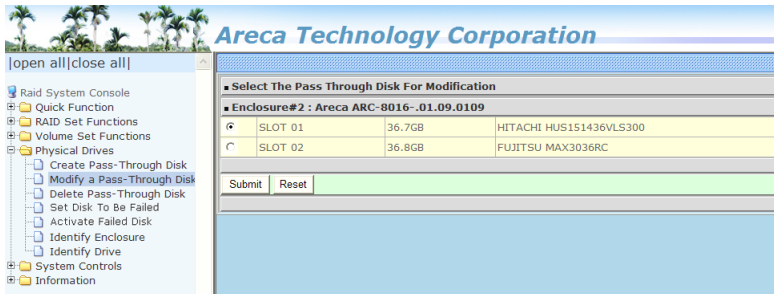 Areca Technology Corporation
|open all|close all|
Raid System Console
Quick Function
RAID Set Functions
Volume Set Functions
Physical Drives
Create Pass-Through Disk
Modify a Pass-Through Disk
Delete Pass-Through Disk
Set Disk To Be Failed
Activate Failed Disk
Identify Enclosure
Identify Drive
System Controls
Information
Select The Pass Through Disk For Modification
Enclosure#2 : Areca ARC-8016-.01.09.0109
SLOT 01 36.7GB HITACHI HUS151436VLS300
SLOT 02 36.8GB FUJITSU MAX3036RC
Submit Reset